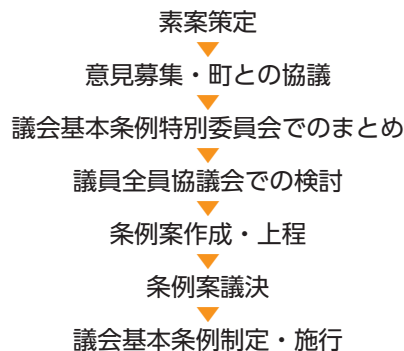 素案策定
意見募集・町との協議
議会基本条例特別委員会でのまとめ
議員全員協議会での検討
条例案作成・上程
条例案議決
議会基本条例制定・施行